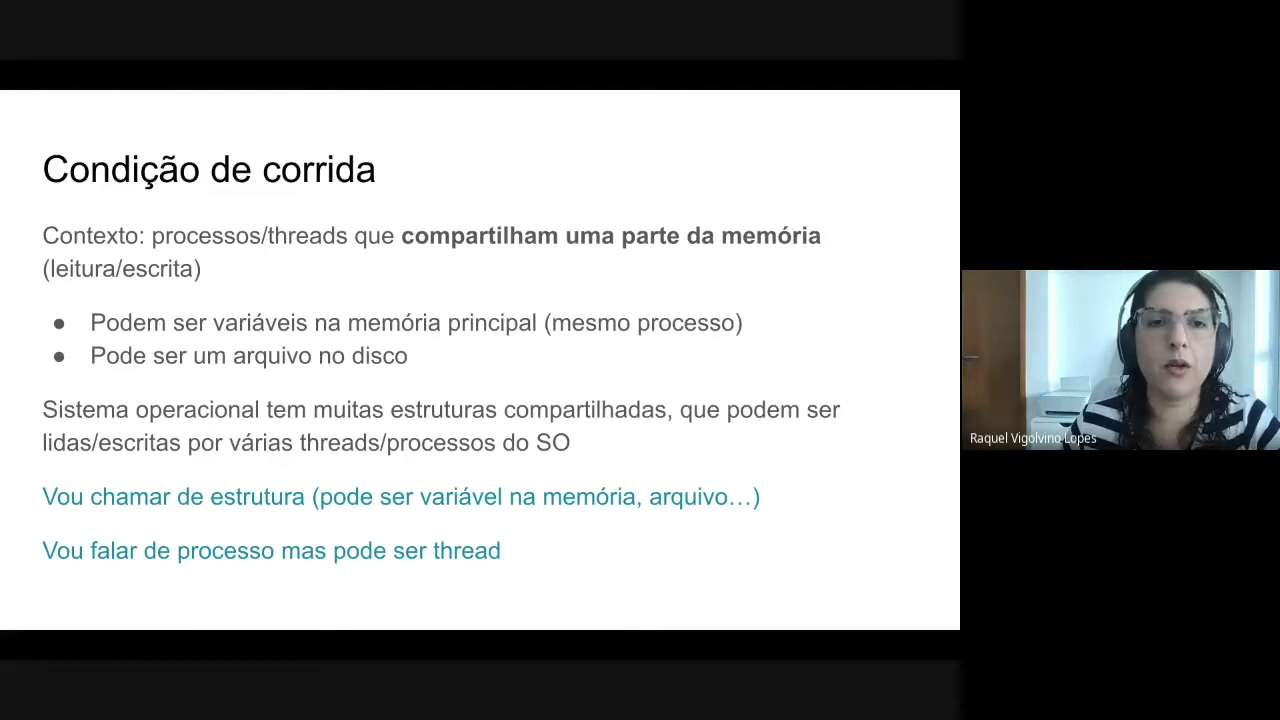 Condição de corrida
Contexto: processos/threads que compartilham uma parte da memória
(leitura/escrita)
● Podem ser variáveis na memória principal (mesmo processo)
● Pode ser um arquivo no disco
Sistema operacional tem muitas estruturas compartilhadas, que podem ser
lidas/escritas por várias threads/processos do SO
Vou chamar de estrutura (pode ser variável na memória, arquivo…)
Vou falar de processo mas pode ser thread
Raquel Vigolvino Lopes